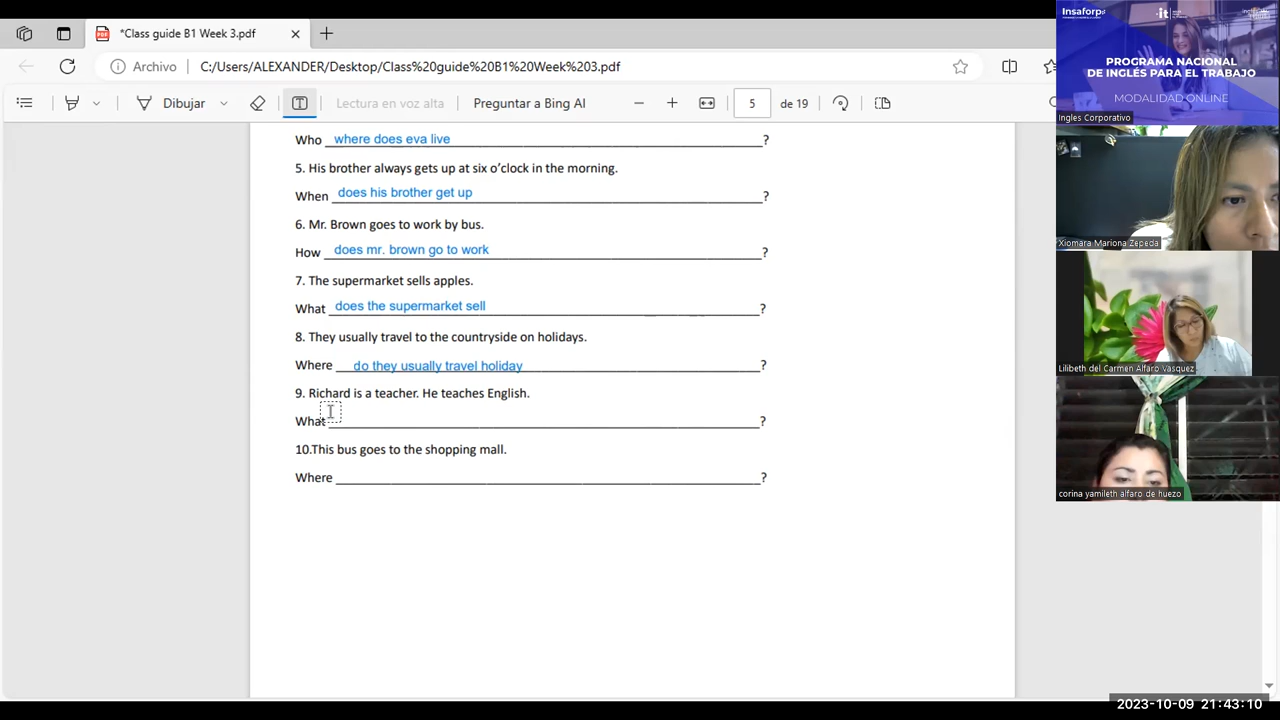 *Class guide B1 Week 3.pdf
Archivo
C:/Users/ALEXANDER/Desktop/Class%20guide%20B1%20Week%203.pdf
Dibujar
Lectura en voz alta
Preguntar a Bing AI
5
de 19
Who where does eva live ?
5. His brother always gets up at six o'clock in the morning.
When does his brother get up ?
6. Mr. Brown goes to work by bus.
How does mr. brown go to work ?
7. The supermarket sells apples.
What does the supermarket sell ?
8. They usually travel to the countryside on holidays.
Where do they usually travel holiday ?
9. Richard is a teacher. He teaches English.
What ?
10.This bus goes to the shopping mall.
Where ?
Insaforp
PROGRAMA NACIONAL
DE INGLÉS PARA EL TRABAJO
MODALIDAD ONLINE
Ingles Corporativo
Xiomara Mariona Zepeda
Lilibeth del Carmen Alfaro Vasquez
corina yamileth alfaro de huezo
2023-10-09 21:43:10